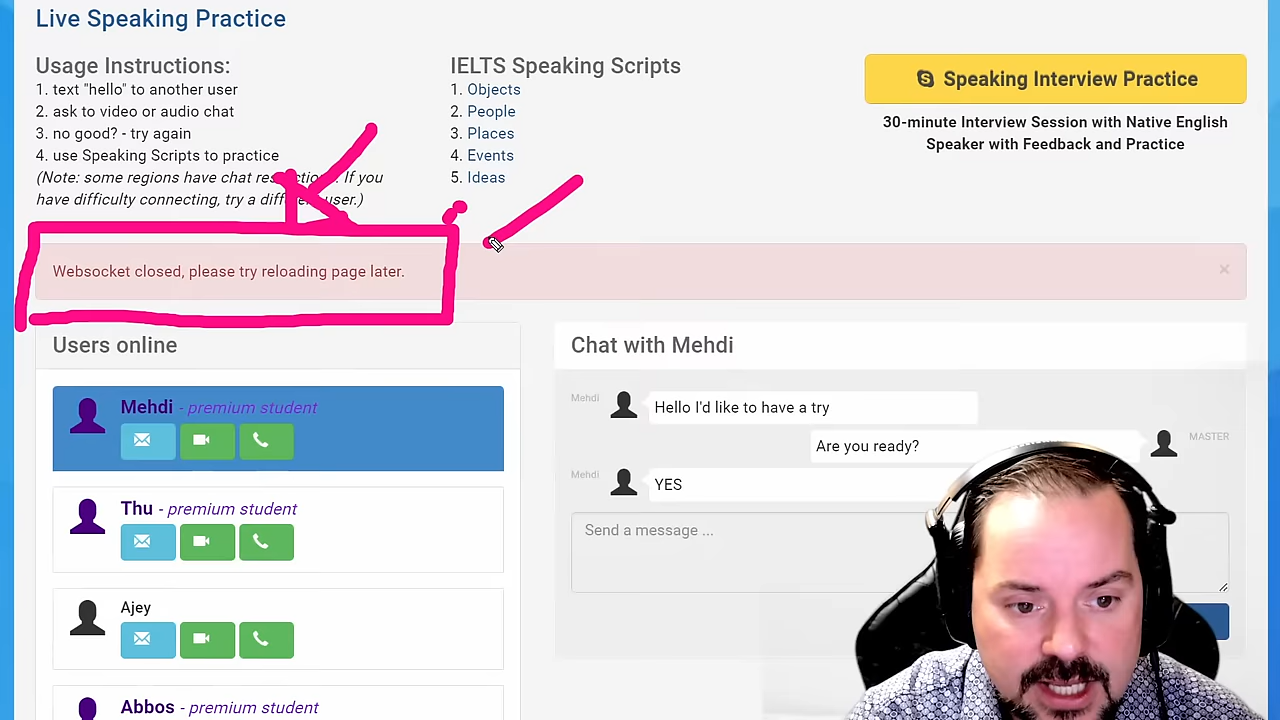 Live Speaking Practice
Usage Instructions:
1. text "hello" to another user
2. ask to video or audio chat
3. no good? - try again
4. use Speaking Scripts to practice
(Note: some regions have chat If you
have difficulty connecting, try a user.)
IELTS Speaking Scripts
1. Objects
2. People
3. Places
4. Events
5. Ideas
Speaking Interview Practice
30-minute Interview Session with Native English
Speaker with Feedback and Practice
Websocket closed, please try reloading page later.
×
Users online
Mehdi - premium student
Thu - premium student
Ajey
Abbos - premium student
Chat with Mehdi
Mehdi
Hello I'd like to have a try
Are you ready?
MASTER
Mehdi
YES
Send a message ...